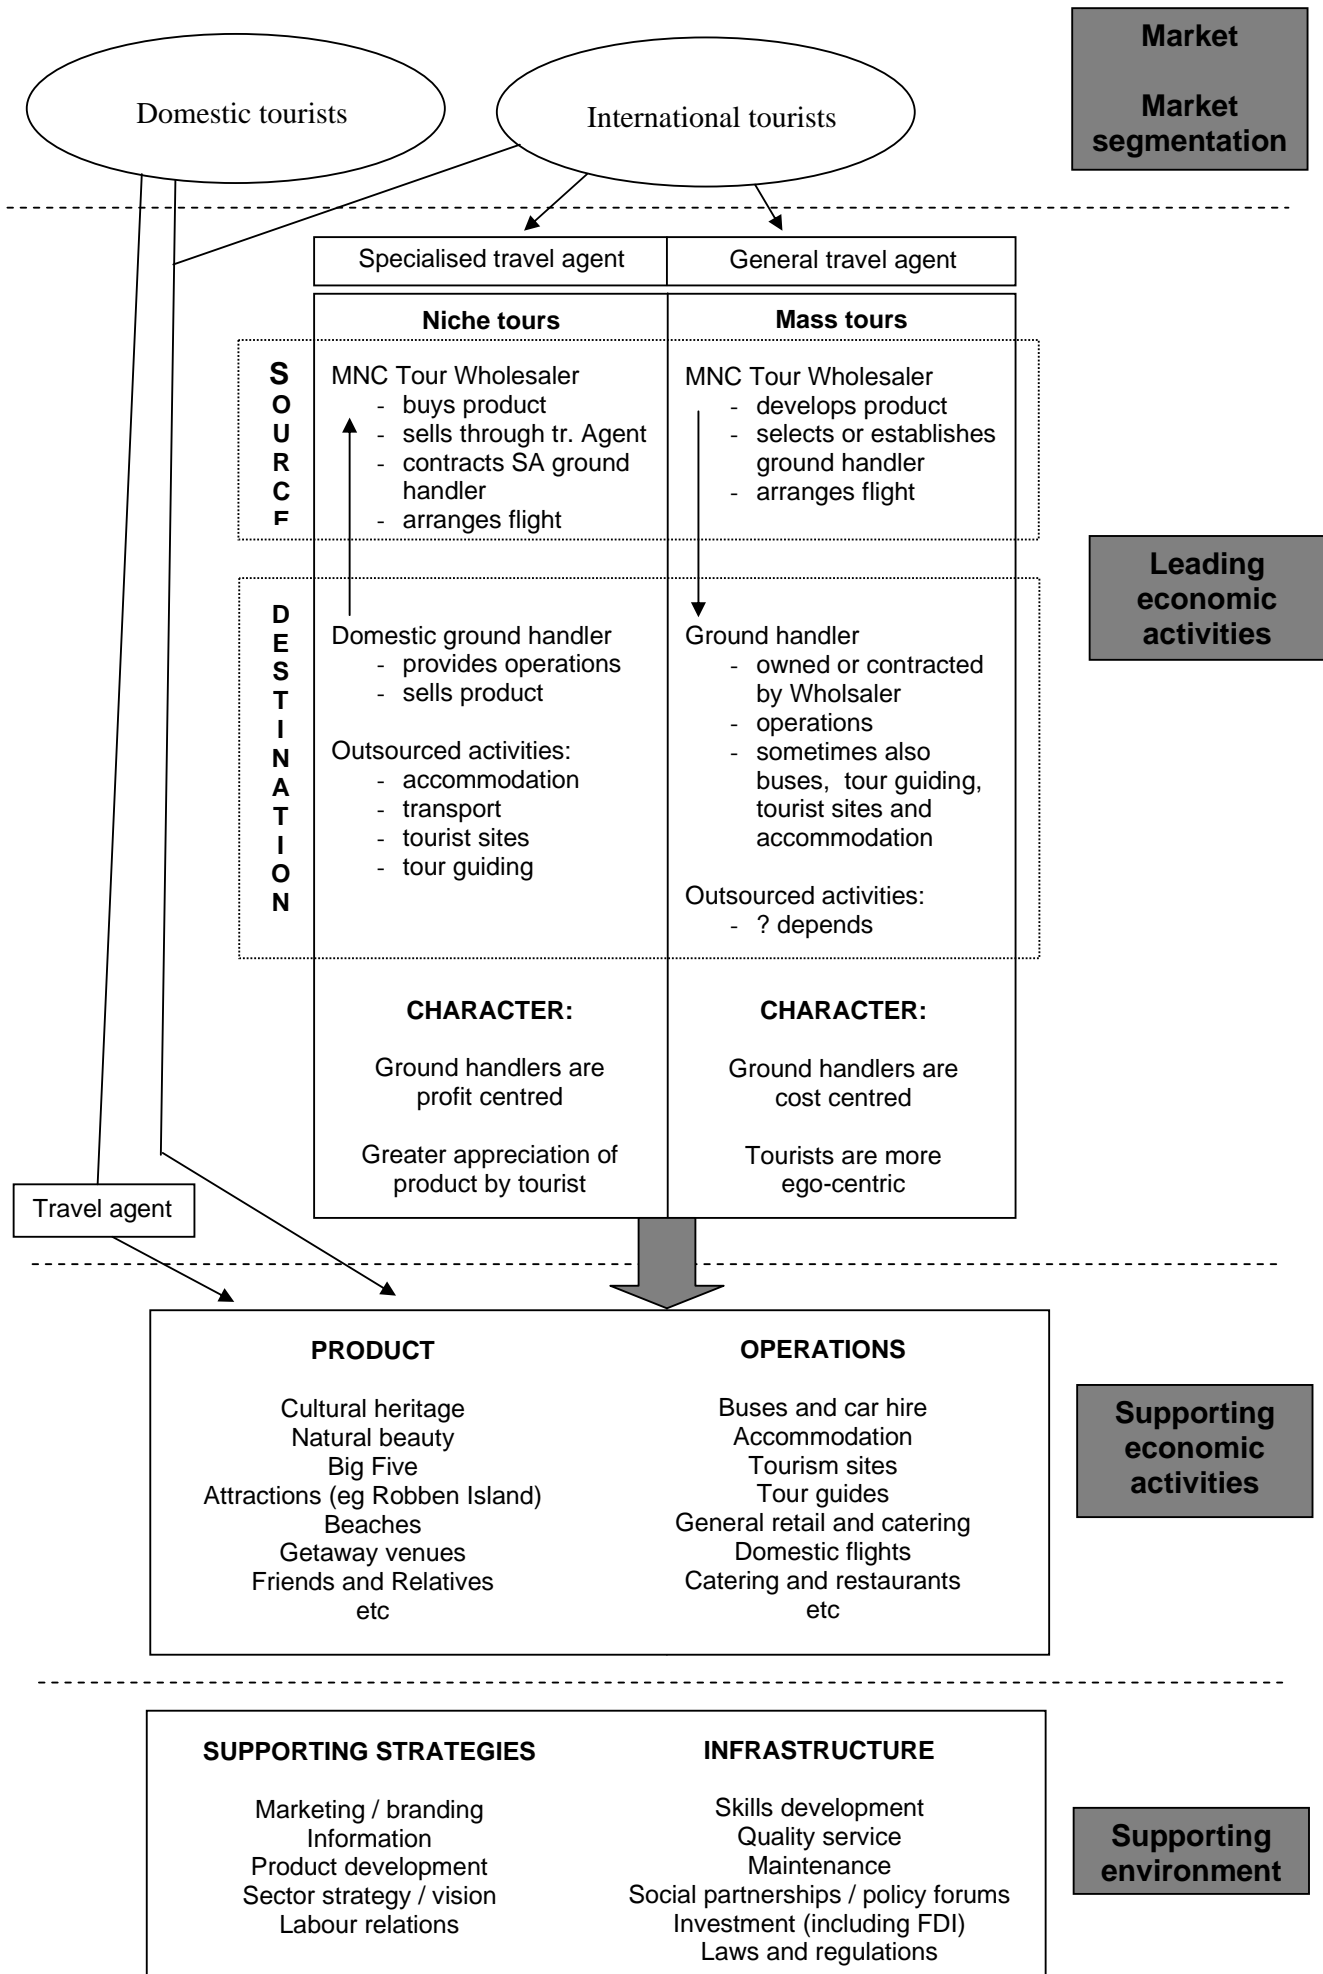 Market
Market
segmentation
Domestic tourists
International tourists
Specialised travel agent
General travel agent
Niche tours
Mass tours
SOURCE
MNC Tour Wholesaler
- buys product
- sells through tr. Agent
- contracts SA ground
handler
- arranges flight
MNC Tour Wholesaler
- develops product
- selects or establishes
ground handler
- arranges flight
Leading
economic
activities
DESTINATION
Domestic ground handler
- provides operations
- sells product
Outsourced activities:
- accommodation
- transport
- tourist sites
- tour guiding
Ground handler
- owned or contracted
by Wholsaler
- operations
- sometimes also
buses, tour guiding,
tourist sites and
accommodation
Outsourced activities:
- ? depends
CHARACTER:
Ground handlers are
profit centred
Greater appreciation of
product by tourist
CHARACTER:
Ground handlers are
cost centred
Tourists are more
ego-centric
Travel agent
PRODUCT
Cultural heritage
Natural beauty
Big Five
Attractions (eg Robben Island)
Beaches
Getaway venues
Friends and Relatives
etc
OPERATIONS
Buses and car hire
Accommodation
Tourism sites
Tour guides
General retail and catering
Domestic flights
Catering and restaurants
etc
Supporting
economic
activities
SUPPORTING STRATEGIES
Marketing / branding
Information
Product development
Sector strategy / vision
Labour relations
INFRASTRUCTURE
Skills development
Quality service
Maintenance
Social partnerships / policy forums
Investment (including FDI)
Laws and regulations
Supporting
environment